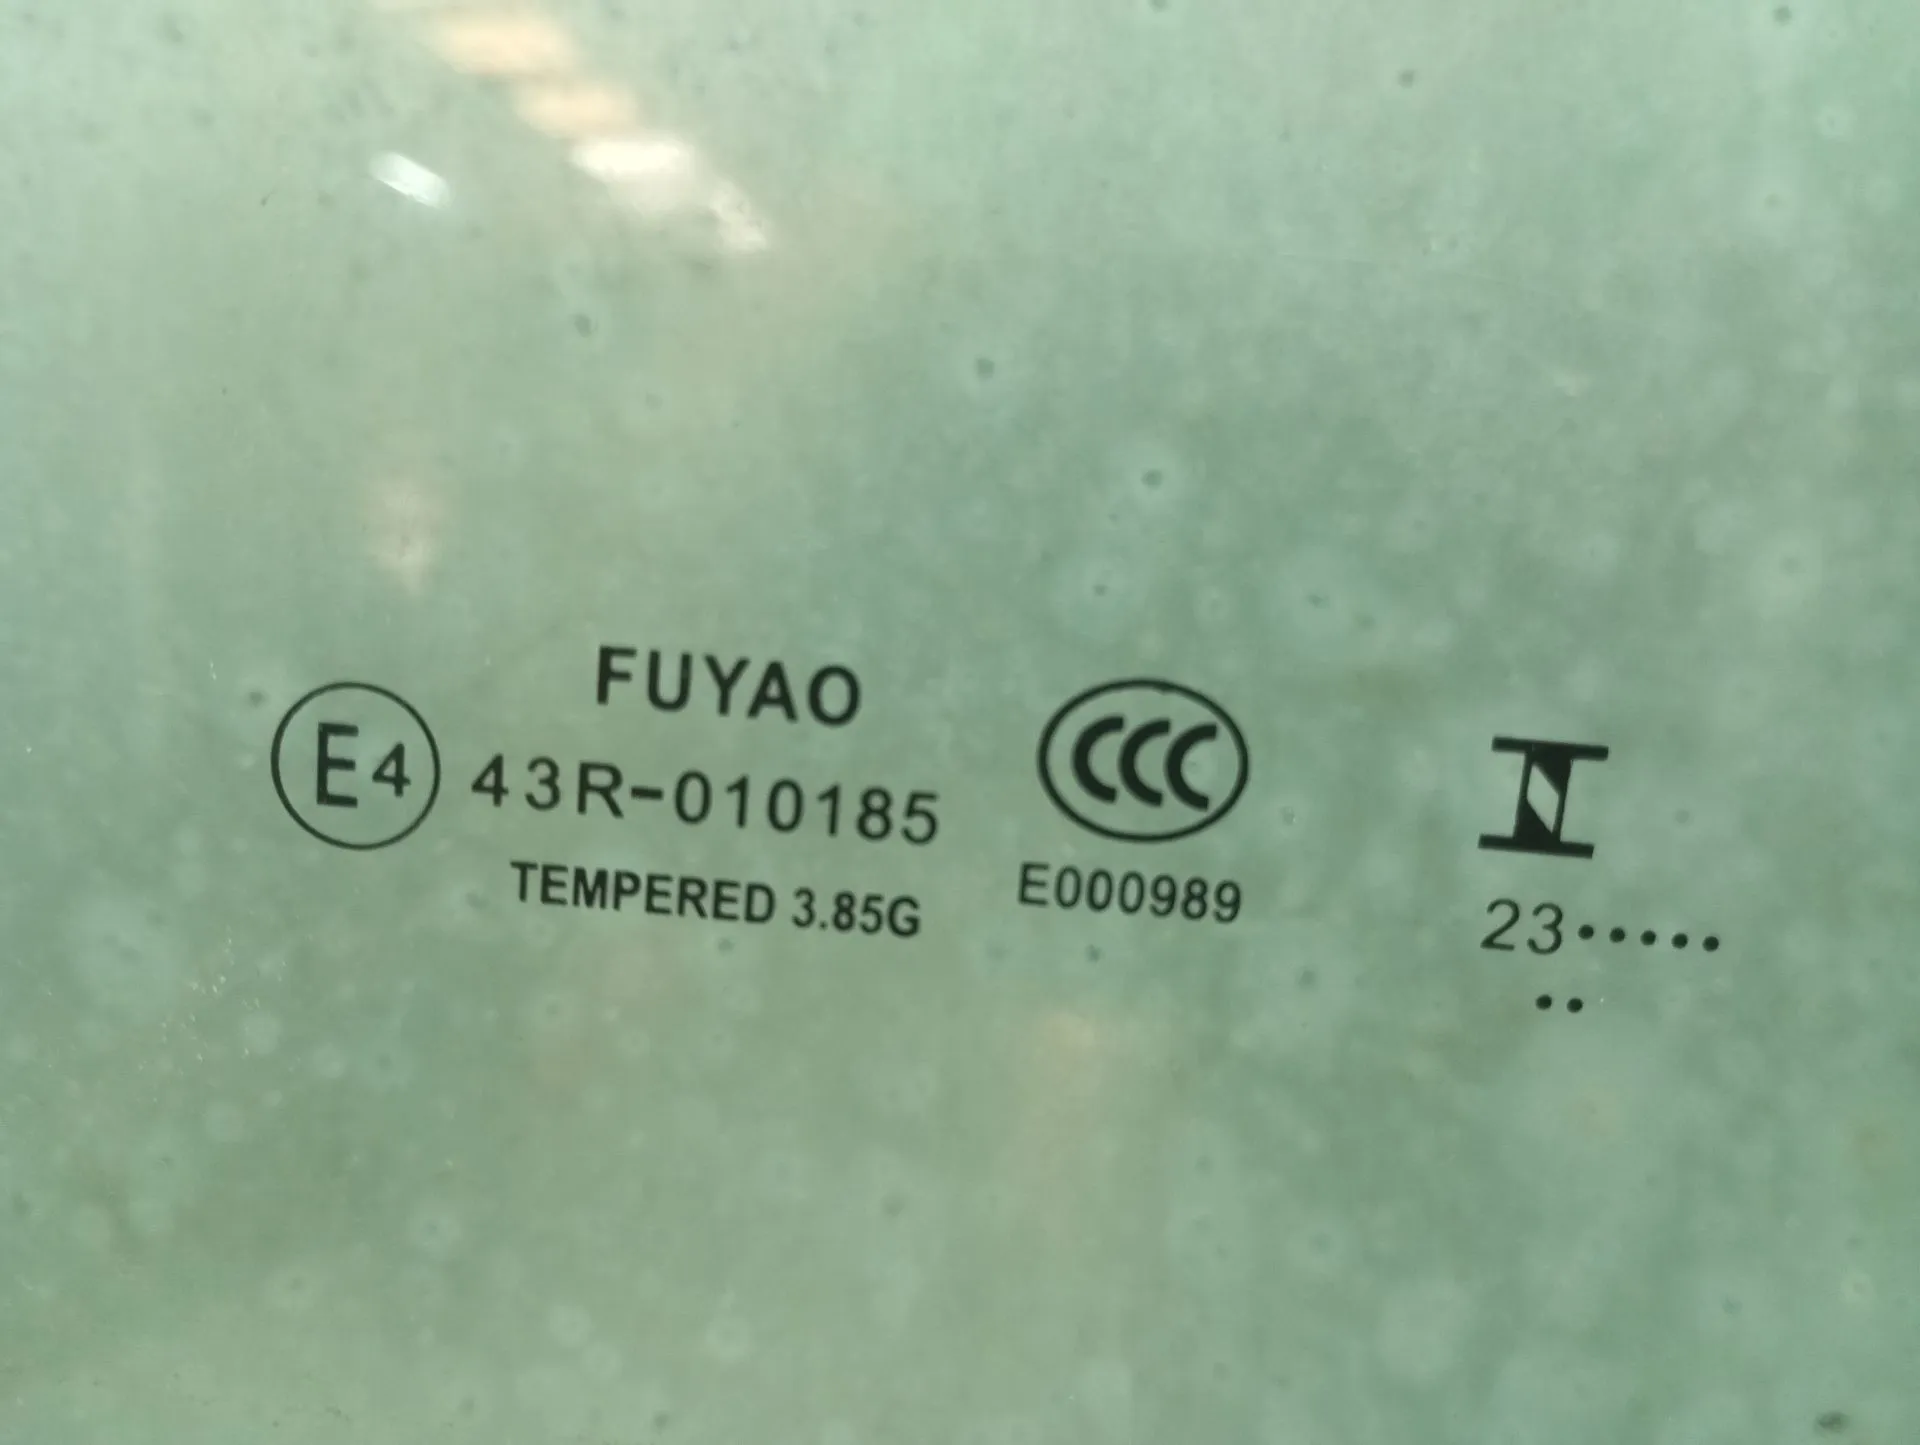 FUYAO
E4 43R-010185
TEMPERED 3.85G
CCC
E000989
23•••••
••